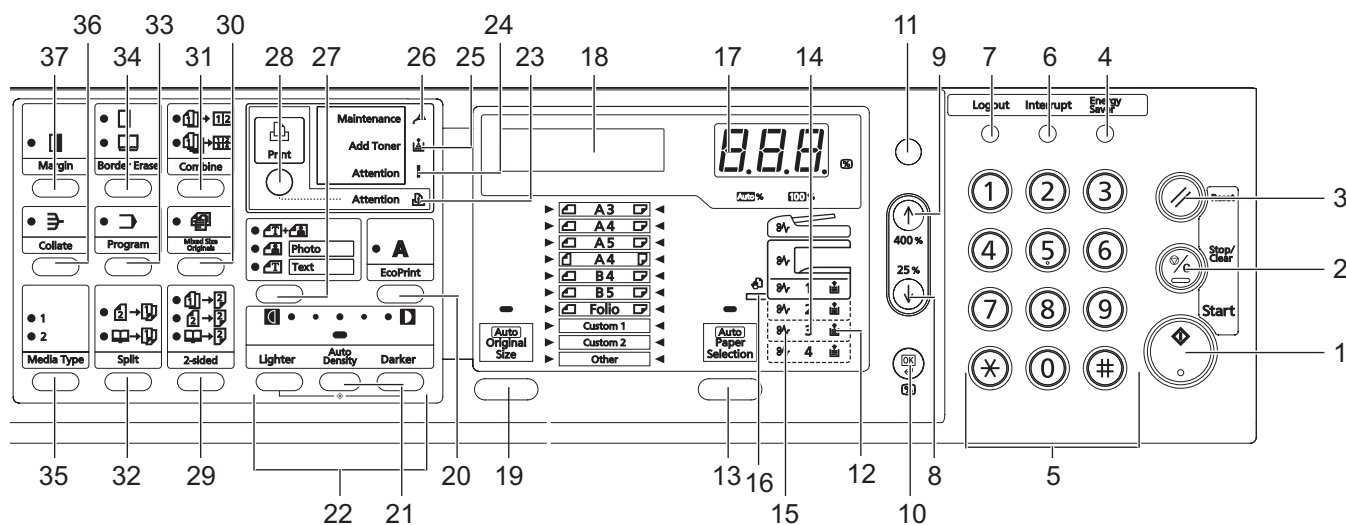 36 33 30 24 11
37 34 31 28 27 26 25 23 18 17 14 9 7 6 4
Logout Interrupt Energy Saver
Maintenance
Add Toner
Attention
Attention
Print
Margin Border Erase Combine
1 2
888 %
Auto % 100 %
1 2 3
400 %
25 %
4 5 6
7 8 9
* 0 #
Stop/
Clear
Start
3
2
1
Collate Program Mixed Size Originals
T
Photo
T Text
A
EcoPrint
A3
A4
A5
A4
B4
B5
Folio
Custom 1
Custom 2
Other
Auto
Original
Size
Auto
Paper
Selection
1
2
3
4
OK
%
1
2
Media Type Split 2-sided
Lighter Auto Density Darker
35 32 29 22 21 20 19 13 16 15 12 10 8 5